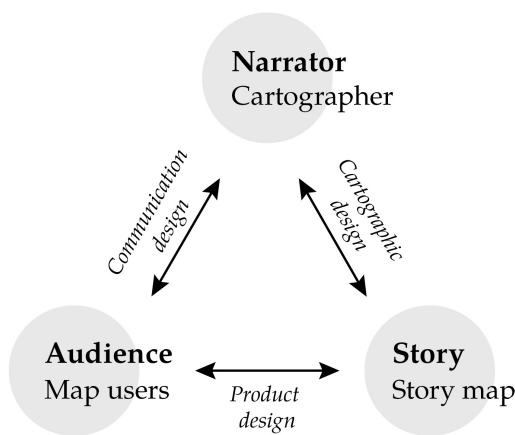 Narrator
Cartographer
Communication
design
Cartographic
design
Audience
Map users
Product
design
Story
Story map